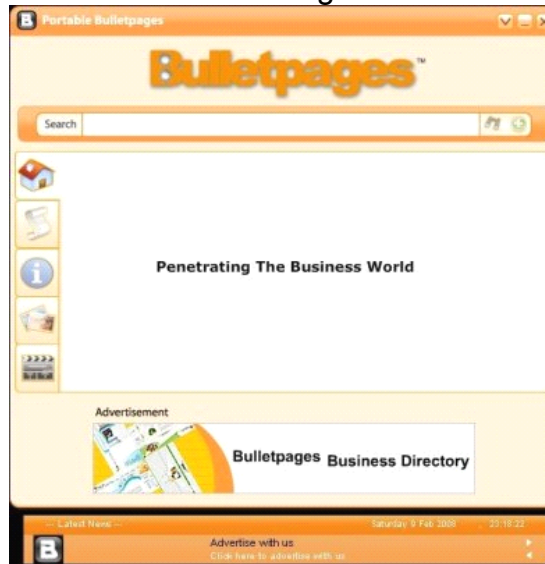 B Portable Bulletpages
Bulletpages™
Search
Penetrating The Business World
Advertisement
Bulletpages Business Directory
--- Latest News ---
Saturday 9 Feb 2008 , 23:18:22
B
Advertise with us
Click here to advertise with us